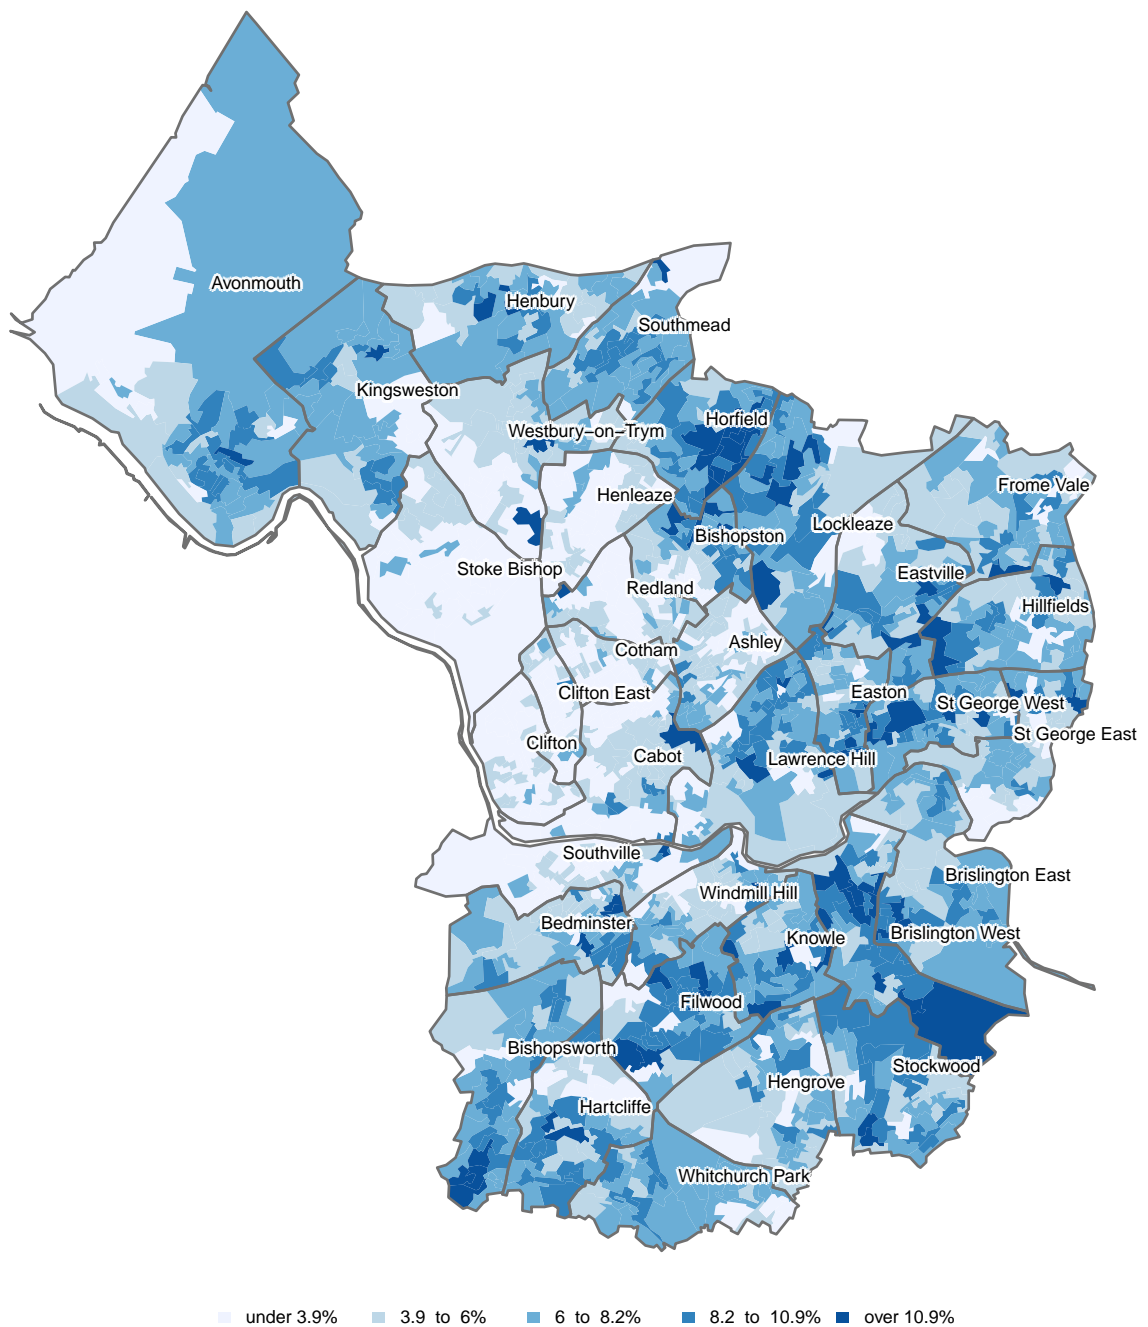 Avonmouth
Henbury
Southmead
Kingsweston
Horfield
Westbury–on–Trym
Frome Vale
Henleaze
Lockleaze
Bishopston
Stoke Bishop
Eastville
Redland
Hillfields
Ashley
Cotham
Clifton East
Easton
St George West
St George East
Clifton
Cabot
Lawrence Hill
Southville
Brislington East
Windmill Hill
Bedminster
Brislington West
Knowle
Filwood
Bishopsworth
Stockwood
Hengrove
Hartcliffe
Whitchurch Park
under 3.9% 3.9 to 6% 6 to 8.2% 8.2 to 10.9% over 10.9%